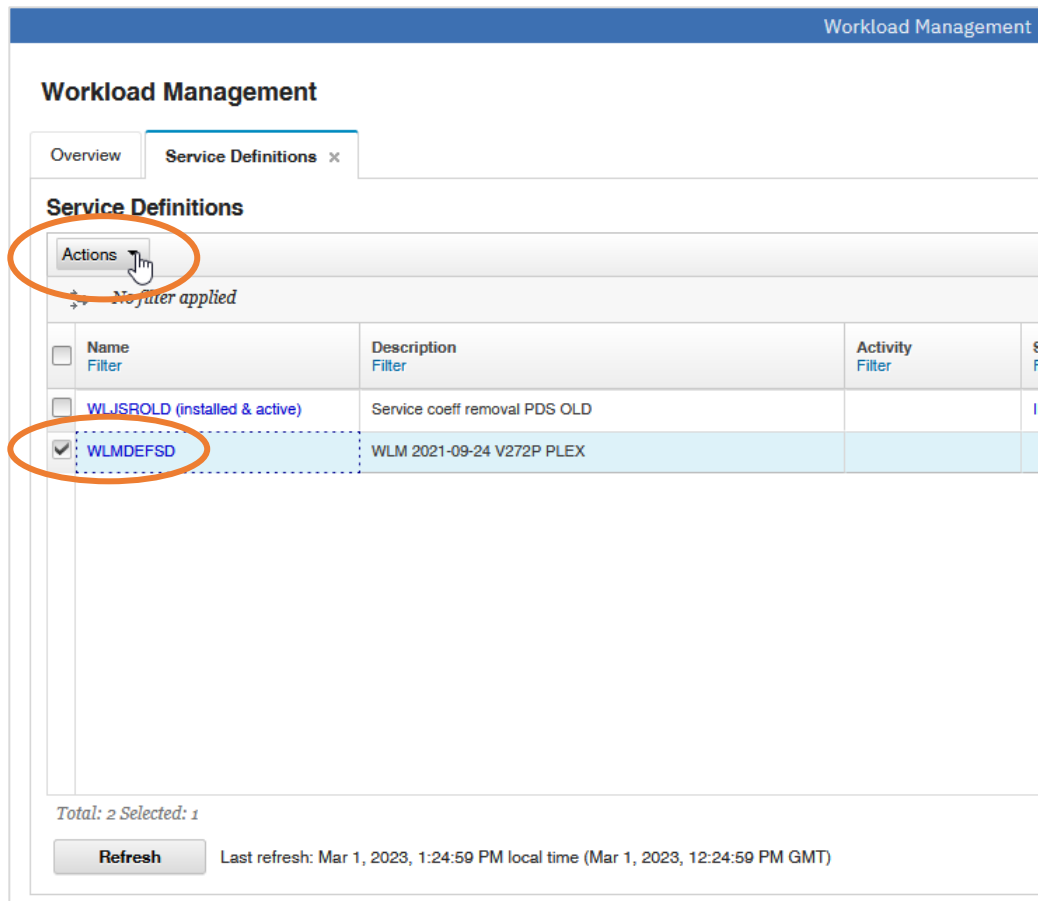 Workload Management
Workload Management
Overview Service Definitions ×
Service Definitions
Actions
No filter applied
Name Description Activity
Filter Filter Filter
WLJSROLD (installed & active) Service coeff removal PDS OLD
WLMDEFSD WLM 2021-09-24 V272P PLEX
Total: 2 Selected: 1
Refresh Last refresh: Mar 1, 2023, 1:24:59 PM local time (Mar 1, 2023, 12:24:59 PM GMT)